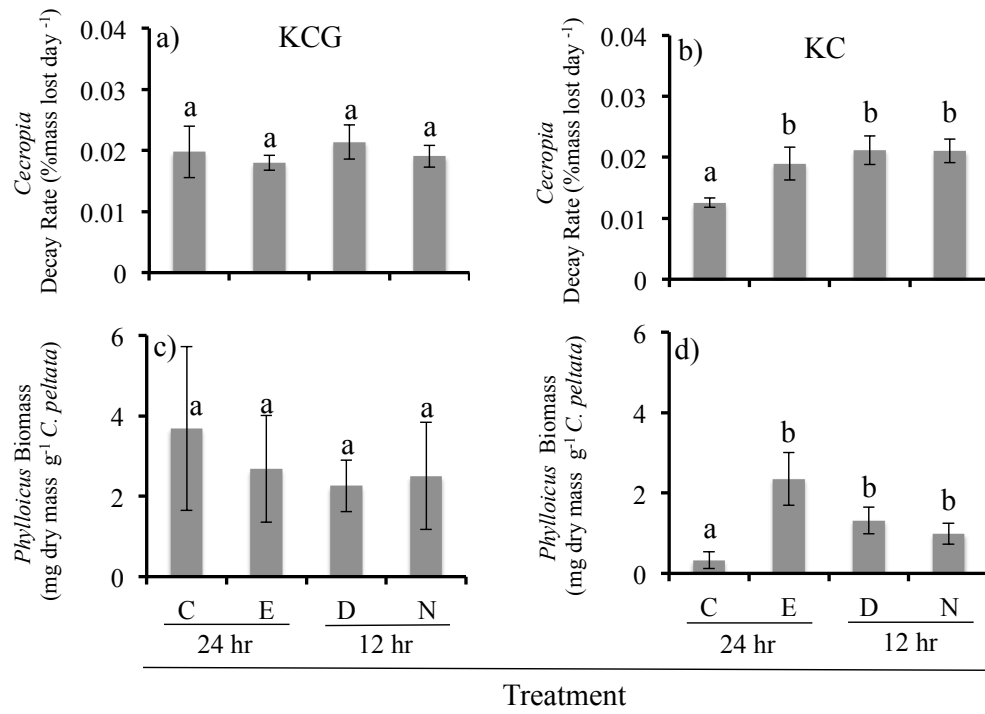 a)
KCG
0.04
0.03
0.02
0.01
0
Cecropia
Decay Rate (%mass lost day -1)
a
a
a
a
b)
KC
0.04
0.03
0.02
0.01
0
Cecropia
Decay Rate (%mass lost day -1)
a
b
b
b
c)
6
4
2
0
Phylloicus Biomass
(mg dry mass g-1 C. peltata)
a
a
a
a
C E D N
24 hr 12 hr
d)
6
4
2
0
Phylloicus Biomass
(mg dry mass g-1 C. peltata)
a
b
b
b
C E D N
24 hr 12 hr
Treatment